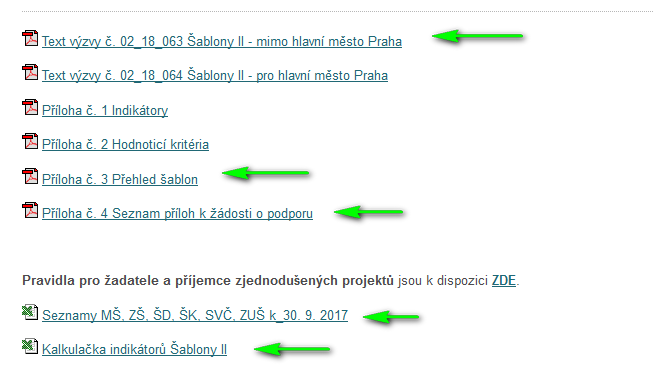 Text výzvy č. 02_18_063 Šablony II - mimo hlavní město Praha
Text výzvy č. 02_18_064 Šablony II - pro hlavní město Praha
Příloha č. 1 Indikátory
Příloha č. 2 Hodnoticí kritéria
Příloha č. 3 Přehled šablon
Příloha č. 4 Seznam příloh k žádosti o podporu
Pravidla pro žadatele a příjemce zjednodušených projektů jsou k dispozici ZDE.
Seznamy MŠ, ZŠ, ŠD, ŠK, SVČ, ZUŠ k_30. 9. 2017
Kalkulačka indikátorů Šablony II